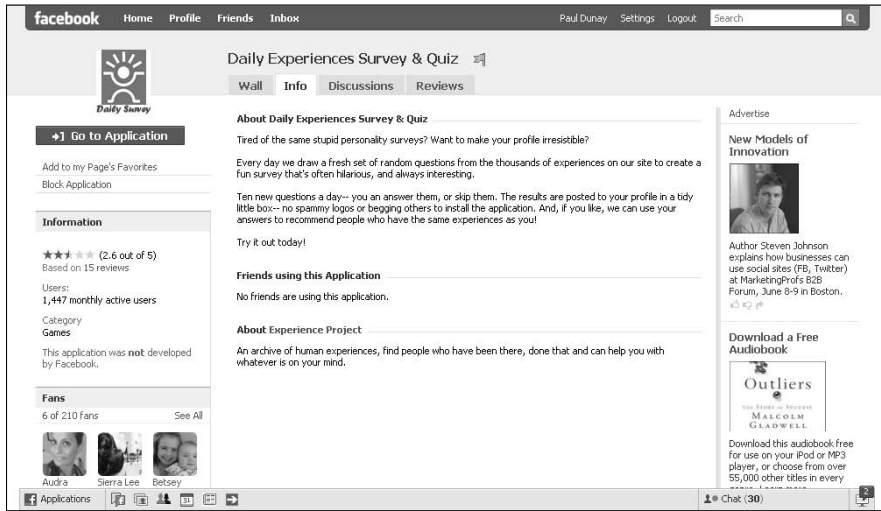 facebook Home Profile Friends Inbox Paul Dunay Settings Logout Search
Daily Survey
Daily Experiences Survey & Quiz
Wall Info Discussions Reviews
Go to Application
Add to my Page's Favorites
Block Application
Information
(2.6 out of 5)
Based on 15 reviews
Users:
1,447 monthly active users
Category
Games
This application was not developed
by Facebook.
Fans
6 of 210 fans See All
Audra Sierra Lee Betsey
About Daily Experiences Survey & Quiz
Tired of the same stupid personality surveys? Want to make your profile irresistible?
Every day we draw a fresh set of random questions from the thousands of experiences on our site to create a
fun survey that's often hilarious, and always interesting.
Ten new questions a day-- you an answer them, or skip them. The results are posted to your profile in a tidy
little box-- no spammy logos or begging others to install the application. And, if you like, we can use your
answers to recommend people who have the same experiences as you!
Try it out today!
Friends using this Application
No friends are using this application.
About Experience Project
An archive of human experiences, find people who have been there, done that and can help you with
whatever is on your mind.
Advertise
New Models of
Innovation
Author Steven Johnson
explains how businesses can
use social sites (FB, Twitter)
at MarketingProfs B2B
Forum, June 8-9 in Boston.
Download a Free
Audiobook
Outliers
The Story of Success
Malcolm
Gladwell
Download this audiobook free
for use on your iPod or MP3
player, or choose from over
55,000 other titles in every
Applications 31 Chat (30) 2